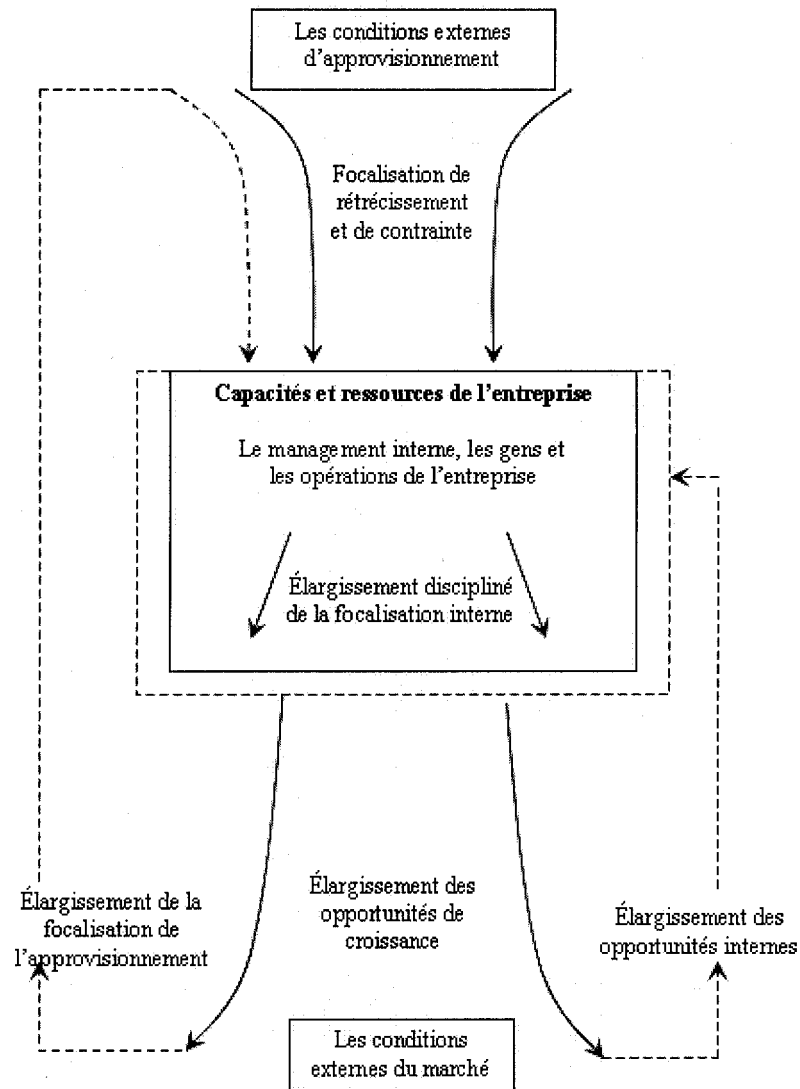 Les conditions externes
d'approvisionnement
Focalisation de
rétrécissement
et de contrainte
Capacités et ressources de l'entreprise
Le management interne, les gens et
les opérations de l'entreprise
Élargissement discipliné
de la focalisation interne
Élargissement de la
focalisation de
l'approvisionnement
Élargissement des
opportunités de
croissance
Élargissement des
opportunités internes
Les conditions
externes du marché